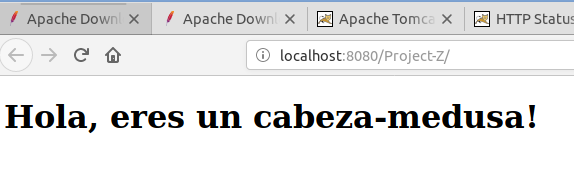 Apache Downl
Apache Downl
Apache Tomca
HTTP Status
localhost:8080/Project-Z/
Hola, eres un cabeza-medusa!